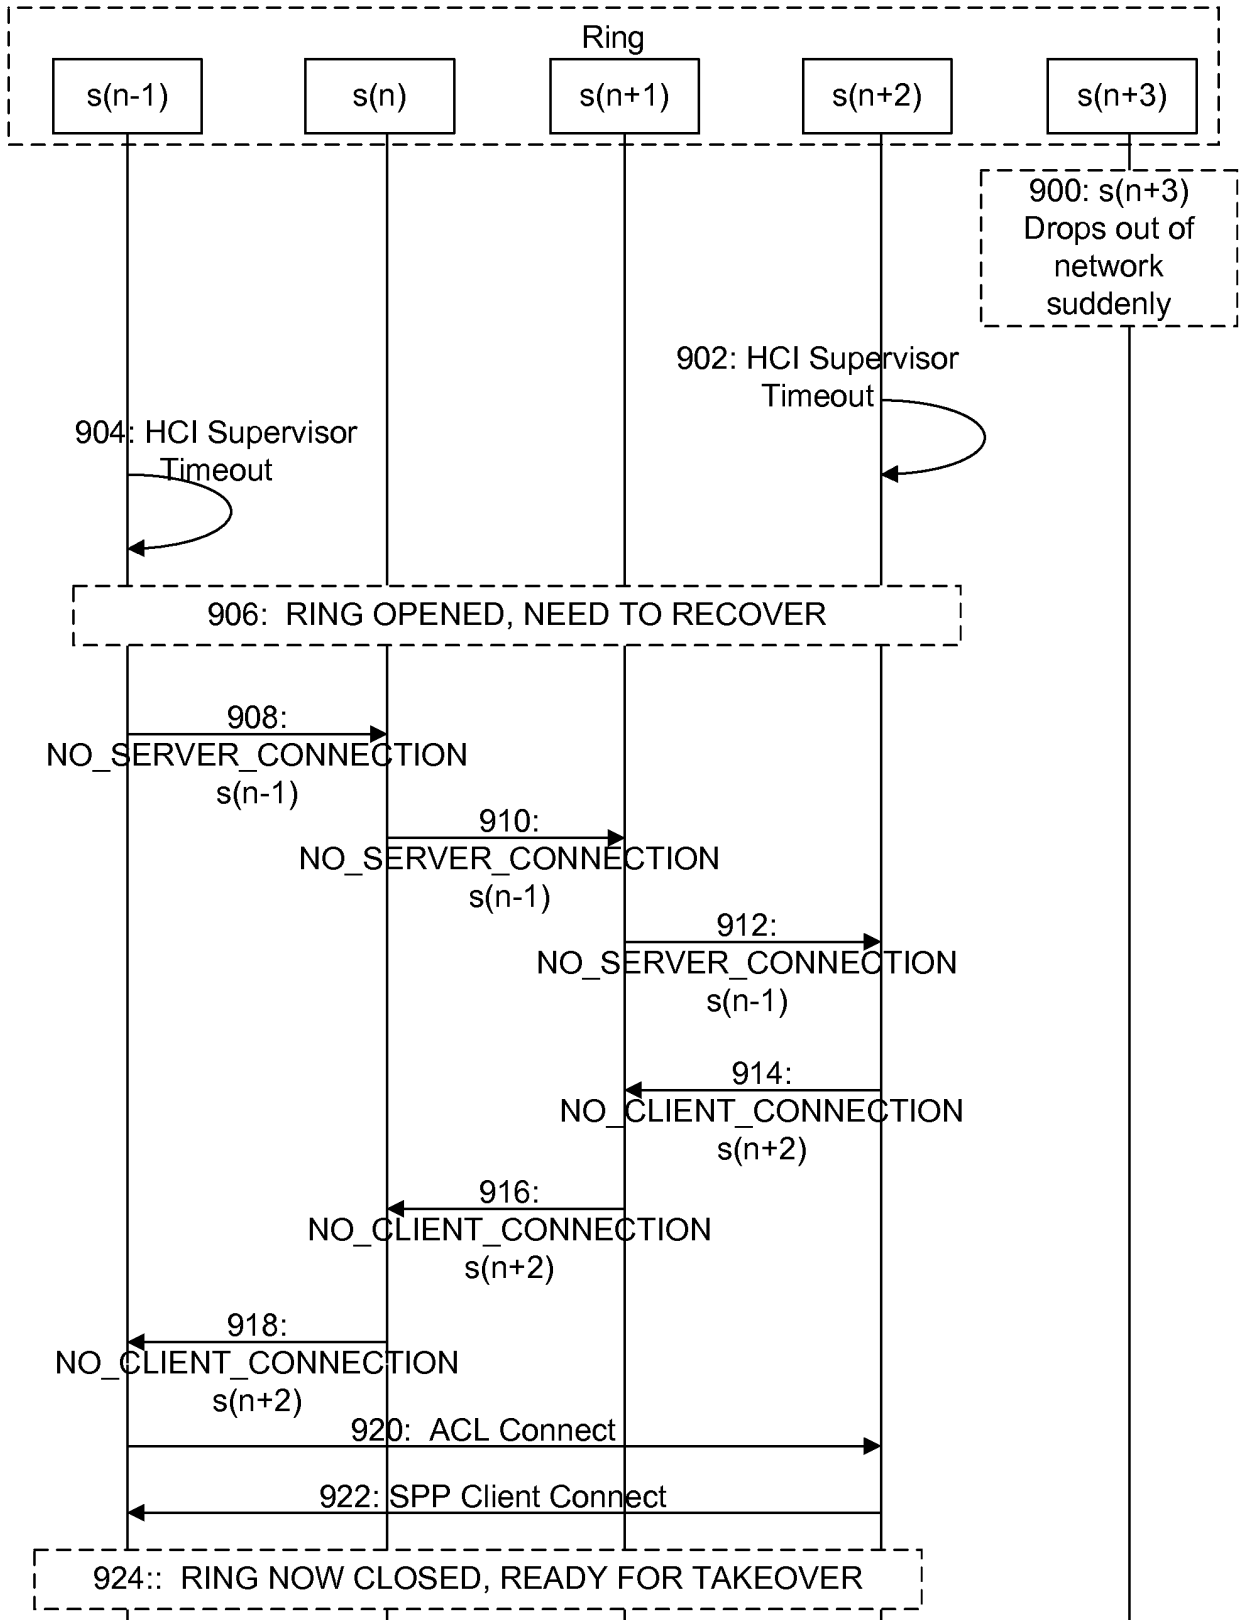 Ring
s(n-1)
s(n)
s(n+1)
s(n+2)
s(n+3)
900: s(n+3)
Drops out of
network
suddenly
902: HCI Supervisor
Timeout
904: HCI Supervisor
Timeout
906:  RING OPENED, NEED TO RECOVER
908:
NO_SERVER_CONNECTION
s(n-1)
910:
NO_SERVER_CONNECTION
s(n-1)
912:
NO_SERVER_CONNECTION
s(n-1)
914:
NO_CLIENT_CONNECTION
s(n+2)
916:
NO_CLIENT_CONNECTION
s(n+2)
918:
NO_CLIENT_CONNECTION
s(n+2)
920:  ACL Connect
922: SPP Client Connect
924::  RING NOW CLOSED, READY FOR TAKEOVER